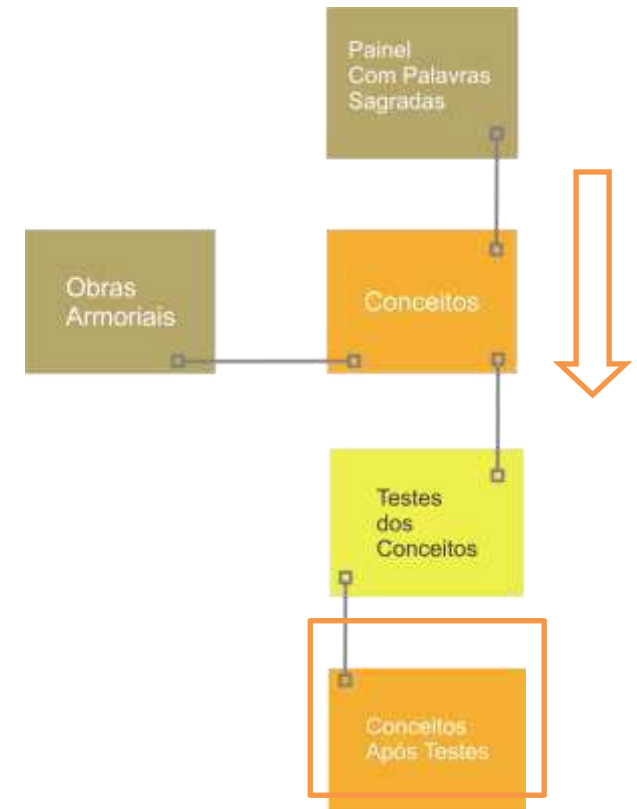 Painel
Com Palavras
Sagradas
Obras
Armoriais
Conceitos
Testes
dos
Conceitos
Conceitos
Após Testes